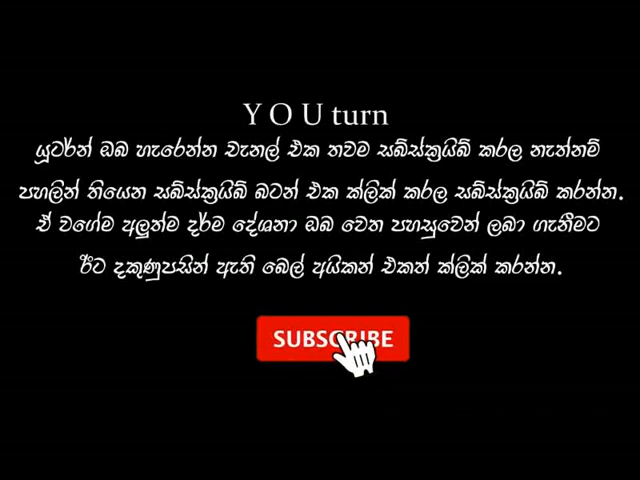 Y O U turn
යූටර්න් ඔබ හැරෙන්න චැනල් එක තවම සබ්ස්ක්‍රයිබ් කරල නැත්නම්
පහලින් තියෙන සබ්ස්ක්‍රයිබ් බටන් එක ක්ලික් කරල සබ්ස්ක්‍රයිබ් කරන්න.
ඒ වගේම අලුත්ම දර්ම දේශනා ඔබ වෙත පහසුවෙන් ලබා ගැනීමට
ඊට දකුණුපසින් ඇති බෙල් අයිකන් එකත් ක්ලික් කරන්න.
SUBSCRIBE